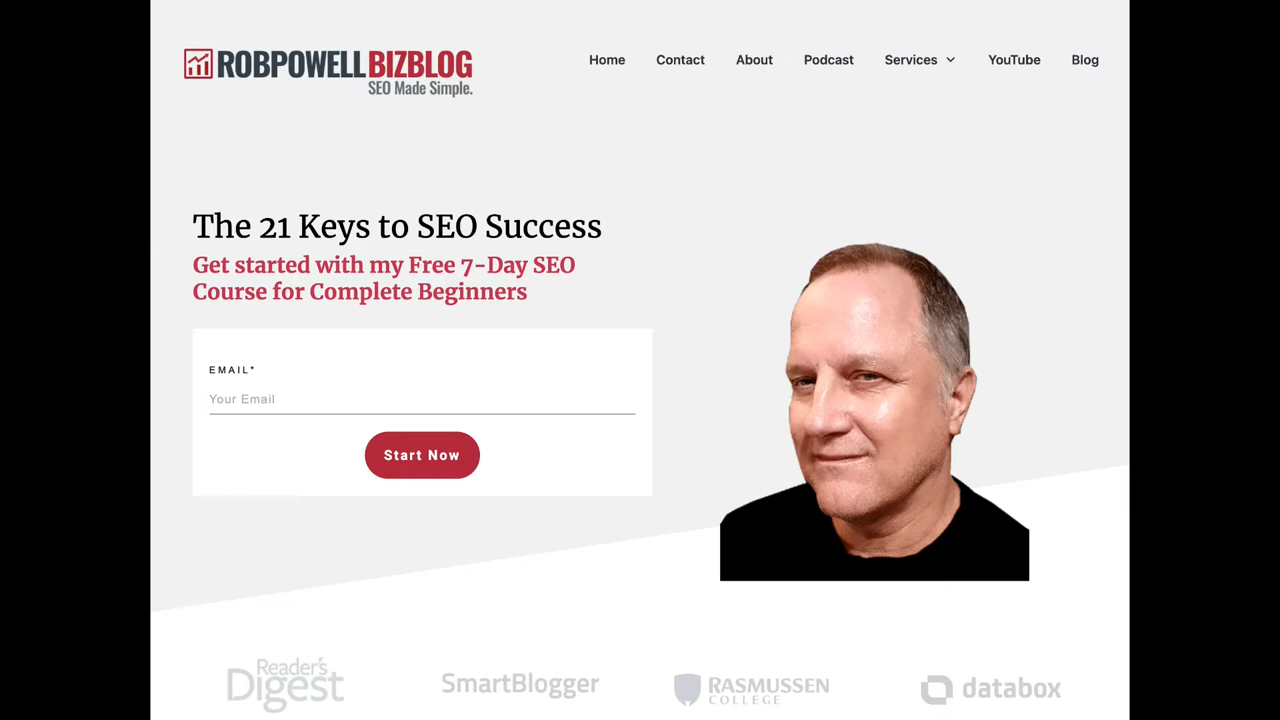 ROBPOWELLBIZBLOG
SEO Made Simple.
Home Contact About Podcast Services YouTube Blog
The 21 Keys to SEO Success
Get started with my Free 7-Day SEO
Course for Complete Beginners
EMAIL*
Your Email
Start Now
Reader's
Digest
SmartBlogger
RASMUSSEN
COLLEGE
databox